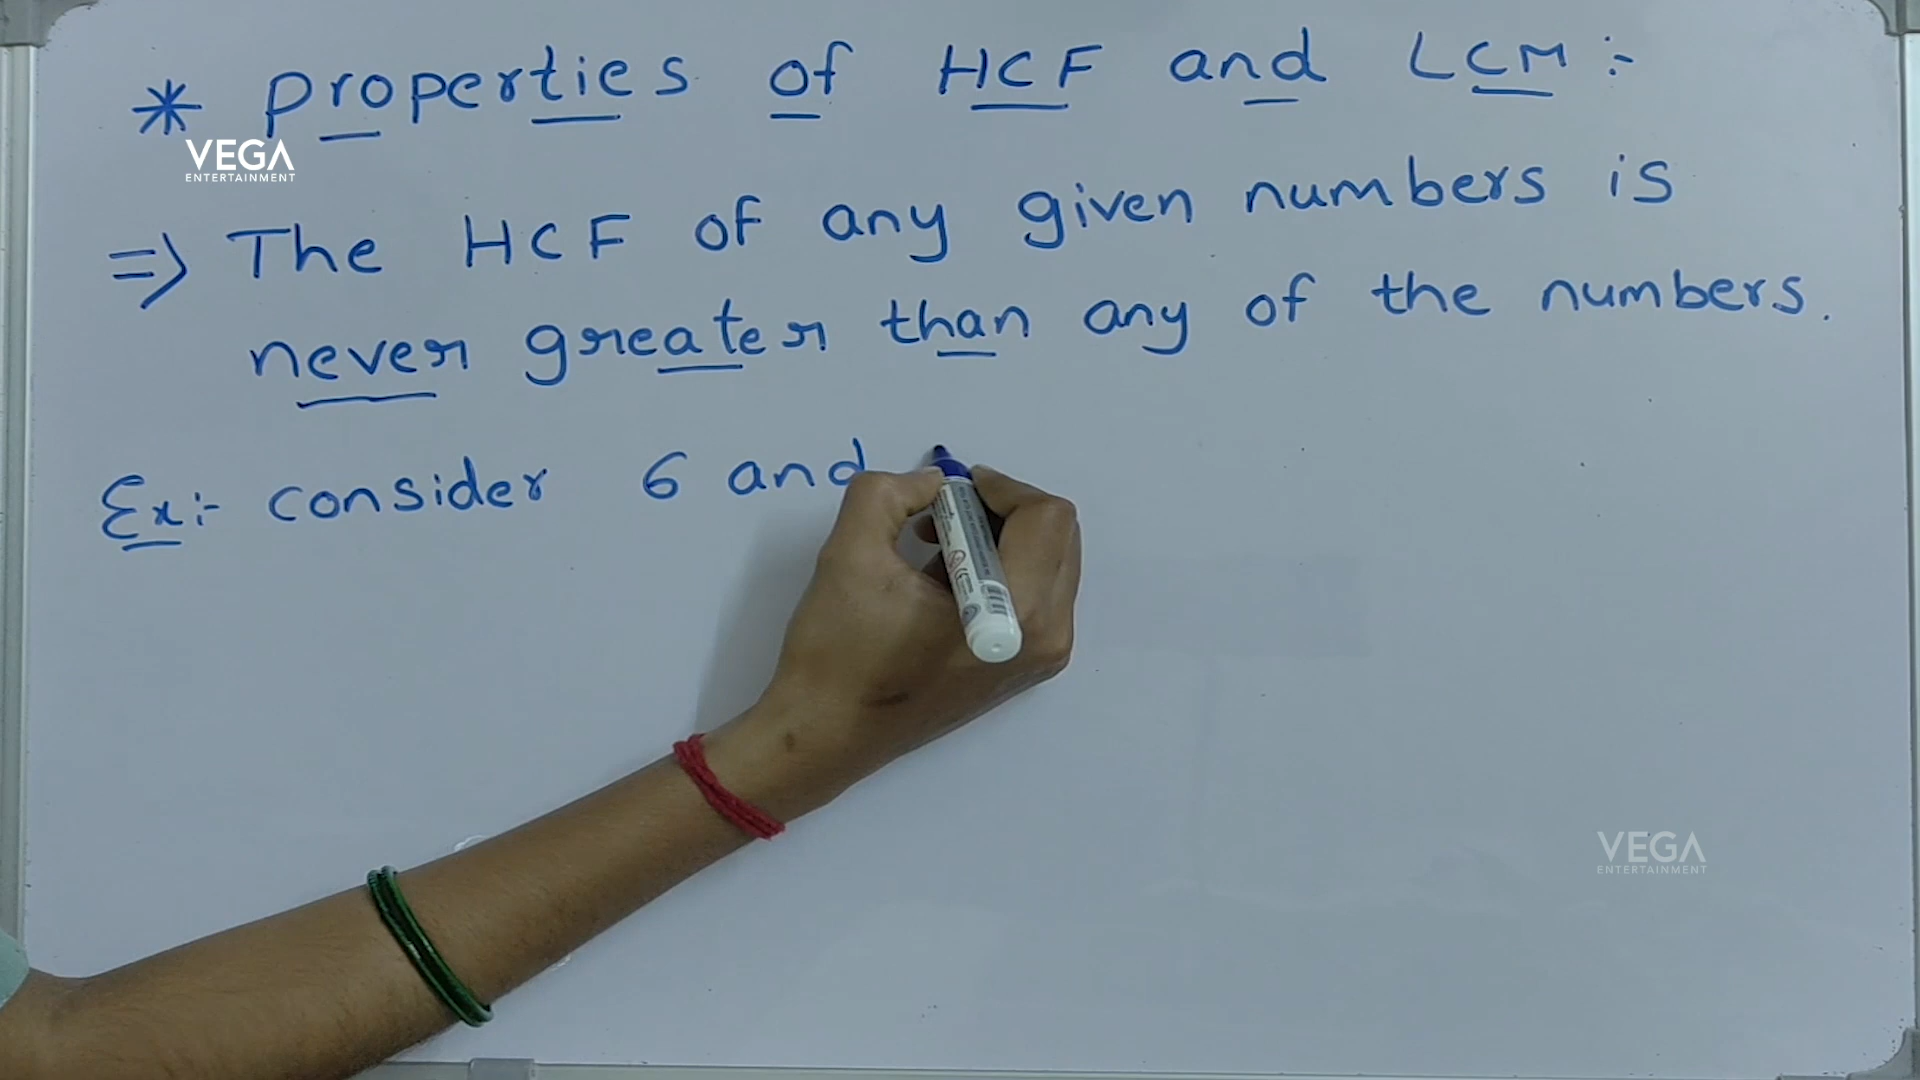 * Properties of HCF and LCM :-
VEGA
ENTERTAINMENT
=> The HCF of any given numbers is
never greater than any of the numbers.
Ex:- consider 6 and
VEGA
ENTERTAINMENT